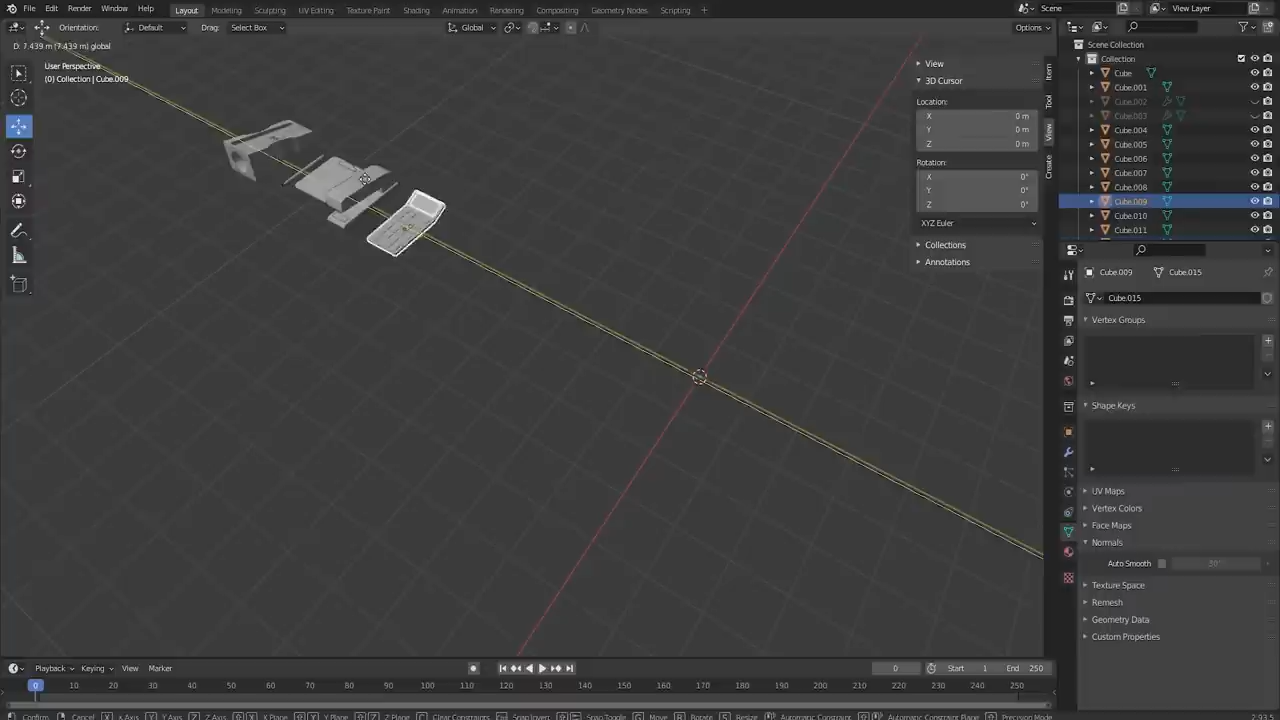 File Edit Render Window Help Layout Modeling Sculpting UV Editing Texture Paint Shading Animation Rendering Compositing Geometry Nodes Scripting + Scene View Layer
Orientation: Default Drag: Select Box Global Options
D: 7.439 m (7.439 m) global
User Perspective
(0) Collection | Cube.009
View
3D Cursor
Location:
X 0 m
Y 0 m
Z 0 m
Rotation:
X 0°
Y 0°
Z 0°
XYZ Euler
Collections
Annotations
Item
Tool
View
Create
Scene Collection
Collection
Cube
Cube.001
Cube.002
Cube.003
Cube.004
Cube.005
Cube.006
Cube.007
Cube.008
Cube.009
Cube.010
Cube.011
Cube.009 Cube.015
Cube.015
Vertex Groups
Shape Keys
UV Maps
Vertex Colors
Face Maps
Normals
Auto Smooth 30°
Texture Space
Remesh
Geometry Data
Custom Properties
Playback Keying View Marker 0 Start 1 End 250
0 10 20 30 40 50 60 70 80 90 100 110 120 130 140 150 160 170 180 190 200 210 220 230 240 250
Confirm Cancel X X Axis Y Y Axis Z Z Axis X X Plane Y Y Plane Z Z Plane C Clear Constraints Snap Invert Snap Toggle G Move R Rotate S Resize Automatic Constraint Automatic Constraint Plane Precision Mode 2.93.5